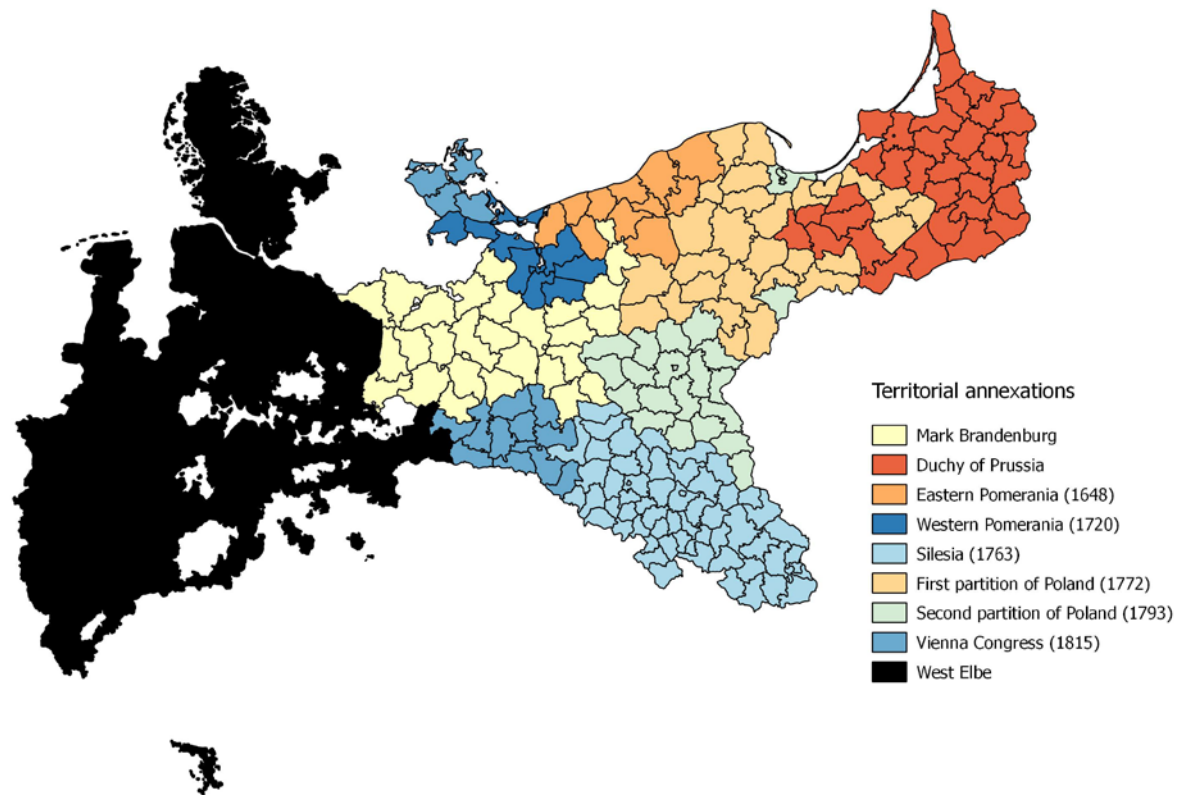 Territorial annexations
Mark Brandenburg
Duchy of Prussia
Eastern Pomerania (1648)
Western Pomerania (1720)
Silesia (1763)
First partition of Poland (1772)
Second partition of Poland (1793)
Vienna Congress (1815)
West Elbe